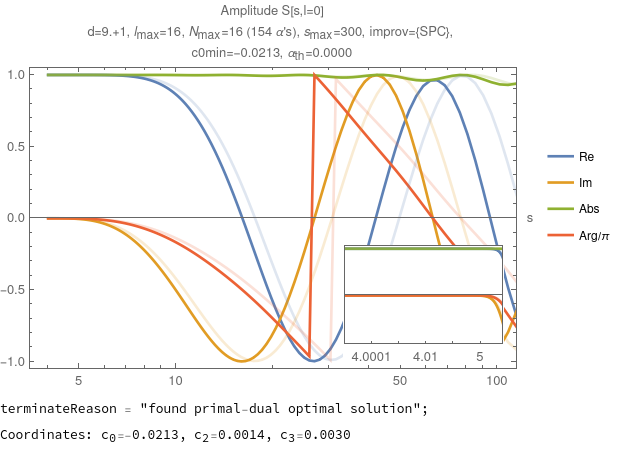 Amplitude S[s,l=0]
d=9.+1, lmax=16, Nmax=16 (154 α's), smax=300, improv={SPC},
c0min=-0.0213, αth=0.0000
1.0
0.5
0.0
-0.5
-1.0
s
Re
Im
Abs
Arg/π
4.0001 4.01 5
5 10 50 100
terminateReason = "found primal-dual optimal solution";
Coordinates: c0=-0.0213, c2=0.0014, c3=0.0030